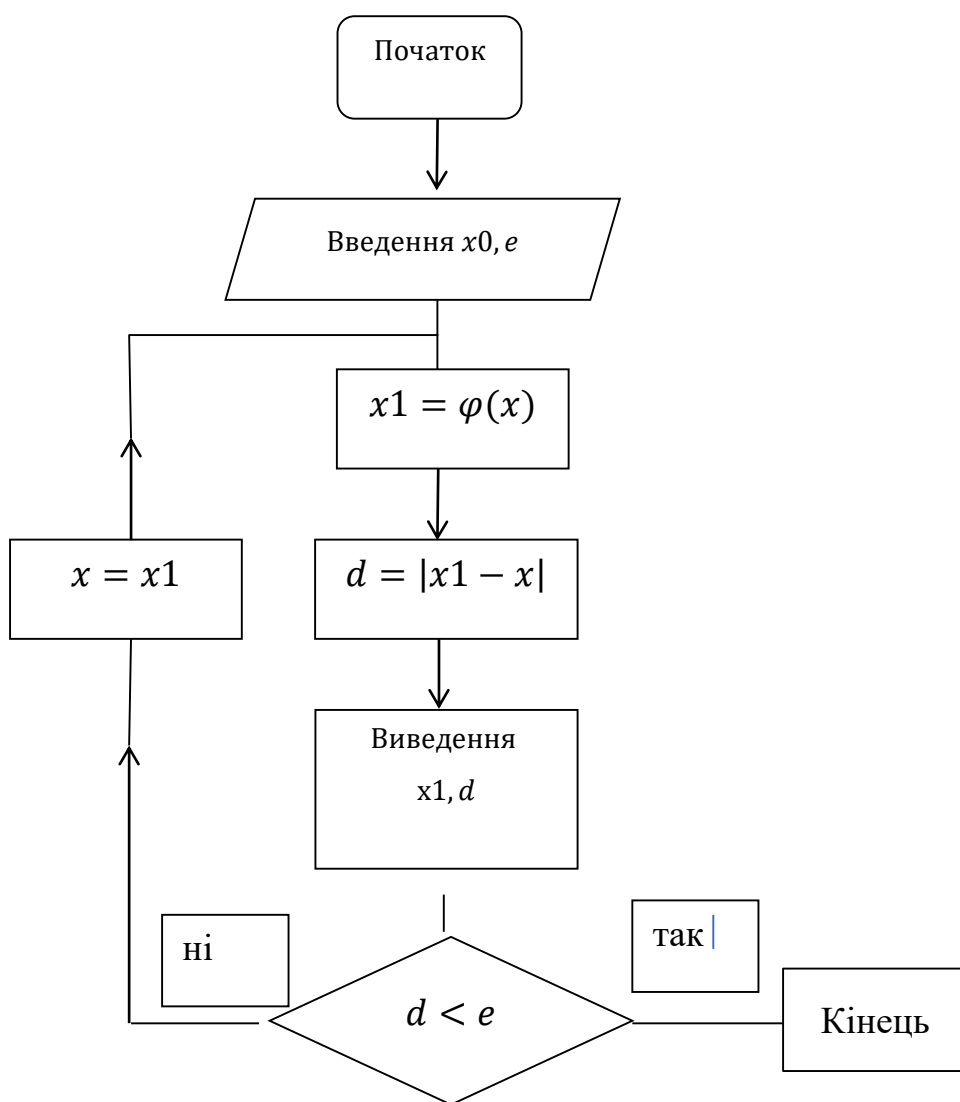 Початок
Введення x0, e
x1 = φ(x)
x = x1
d = |x1 − x|
Виведення
x1, d
ні
так
d < e
Кінець